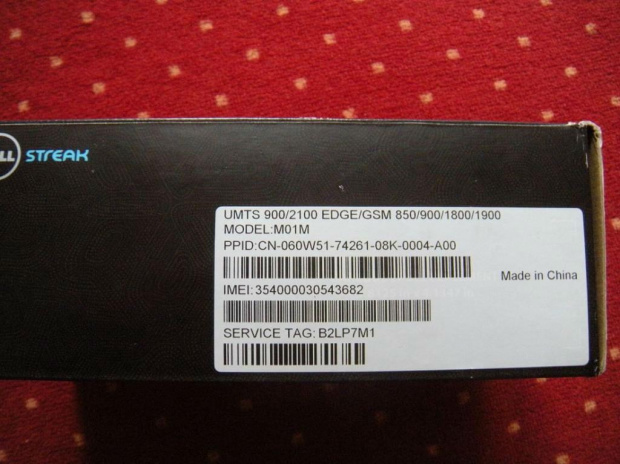 LL STREAK
UMTS 900/2100 EDGE/GSM 850/900/1800/1900
MODEL:M01M
PPID:CN-060W51-74261-08K-0004-A00
Made in China
IMEI:354000030543682
SERVICE TAG: B2LP7M1